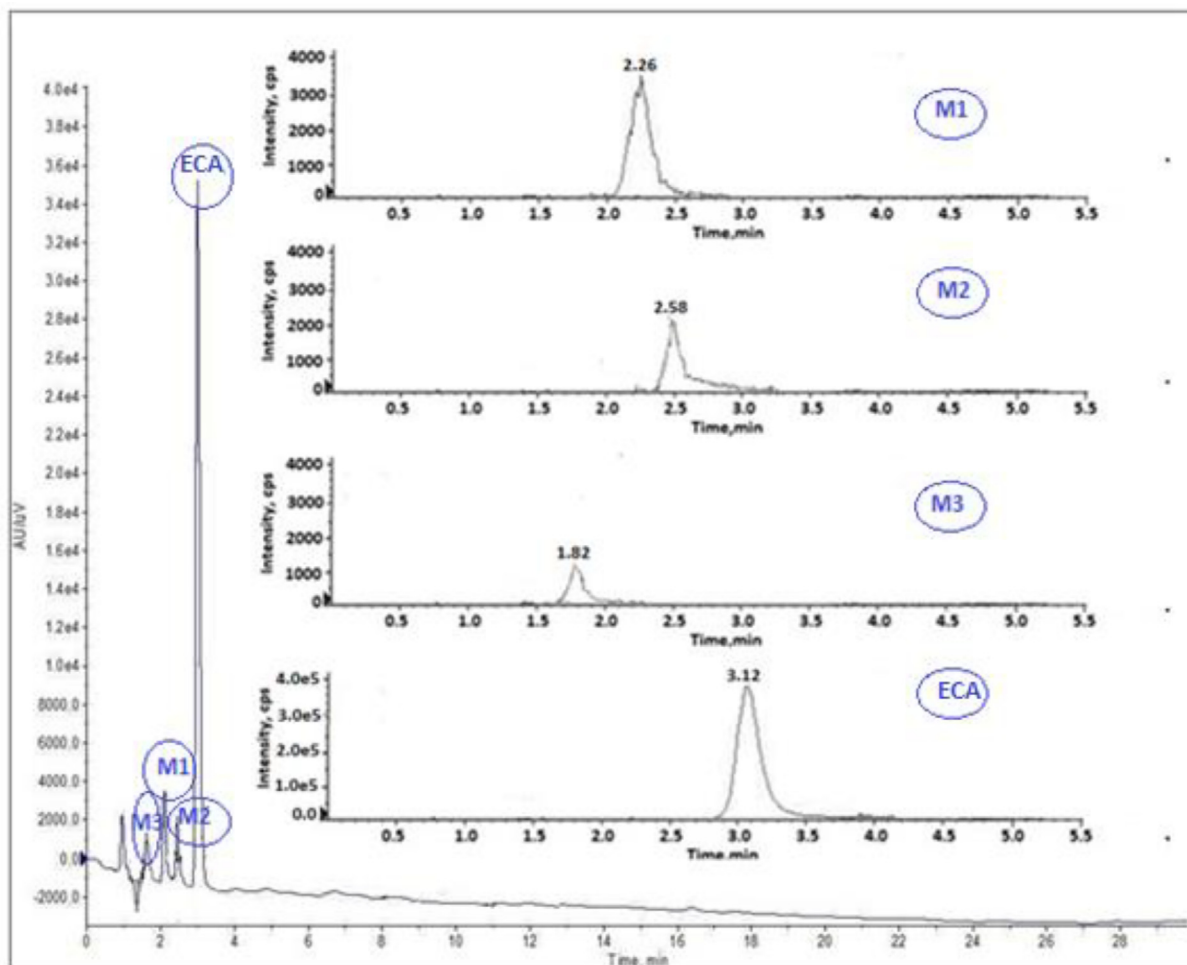 4000
3000
2000
1000
0
Intensity, cps
2.26
M1
0.5 1.0 1.5 2.0 2.5 3.0 3.5 4.0 4.5 5.0 5.5
Time,min
4000
3000
2000
1000
0
Intensity, cps
2.58
M2
0.5 1.0 1.5 2.0 2.5 3.0 3.5 4.0 4.5 5.0 5.5
Time,min
4000
3000
2000
1000
0
Intensity, cps
1.82
M3
0.5 1.0 1.5 2.0 2.5 3.0 3.5 4.0 4.5 5.0 5.5
Time,min
4.0e5
3.0e5
2.0e5
1.0e5
0.0
Intensity, cps
3.12
ECA
0.5 1.0 1.5 2.0 2.5 3.0 3.5 4.0 4.5 5.0 5.5
Time,min
4.0e4
3.8e4
3.6e4
3.4e4
3.2e4
3.0e4
2.8e4
2.6e4
2.4e4
2.2e4
2.0e4
1.8e4
1.6e4
1.4e4
1.2e4
1.0e4
8000.0
6000.0
4000.0
2000.0
0.0
-2000.0
AU/uV
ECA
M1
M3
M2
0 2 4 6 8 10 12 14 16 18 20 22 24 26 28
Time, min